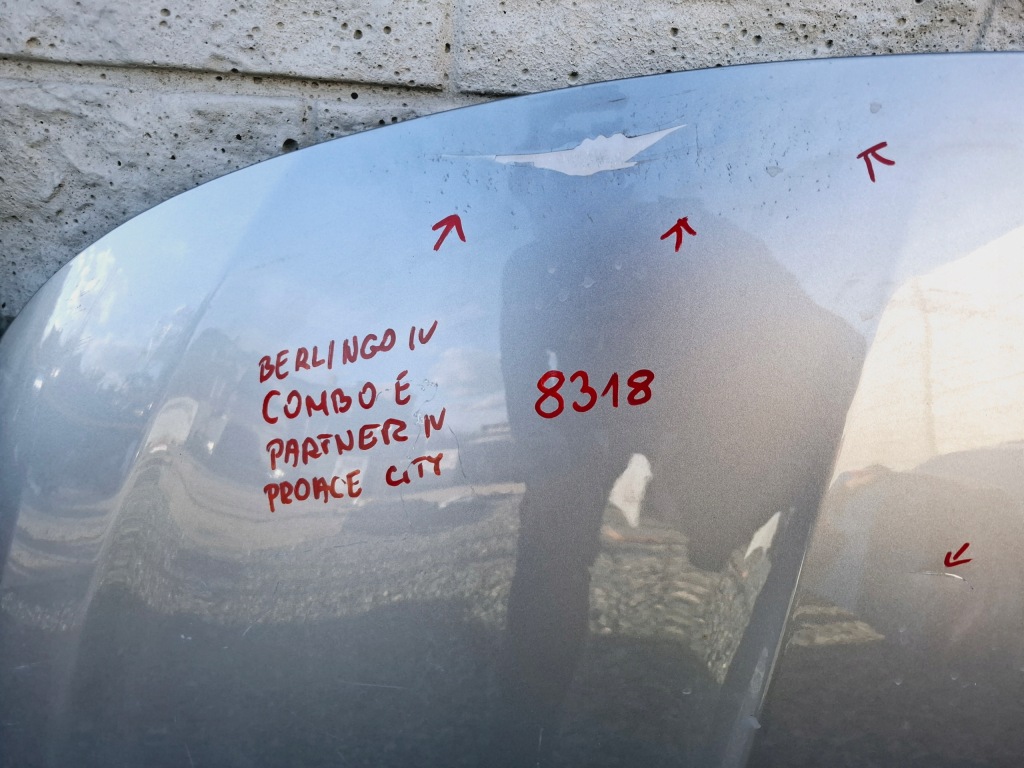 BERLINGO IV
COMBO E
PARTNER IV
PROACE CITY
8318